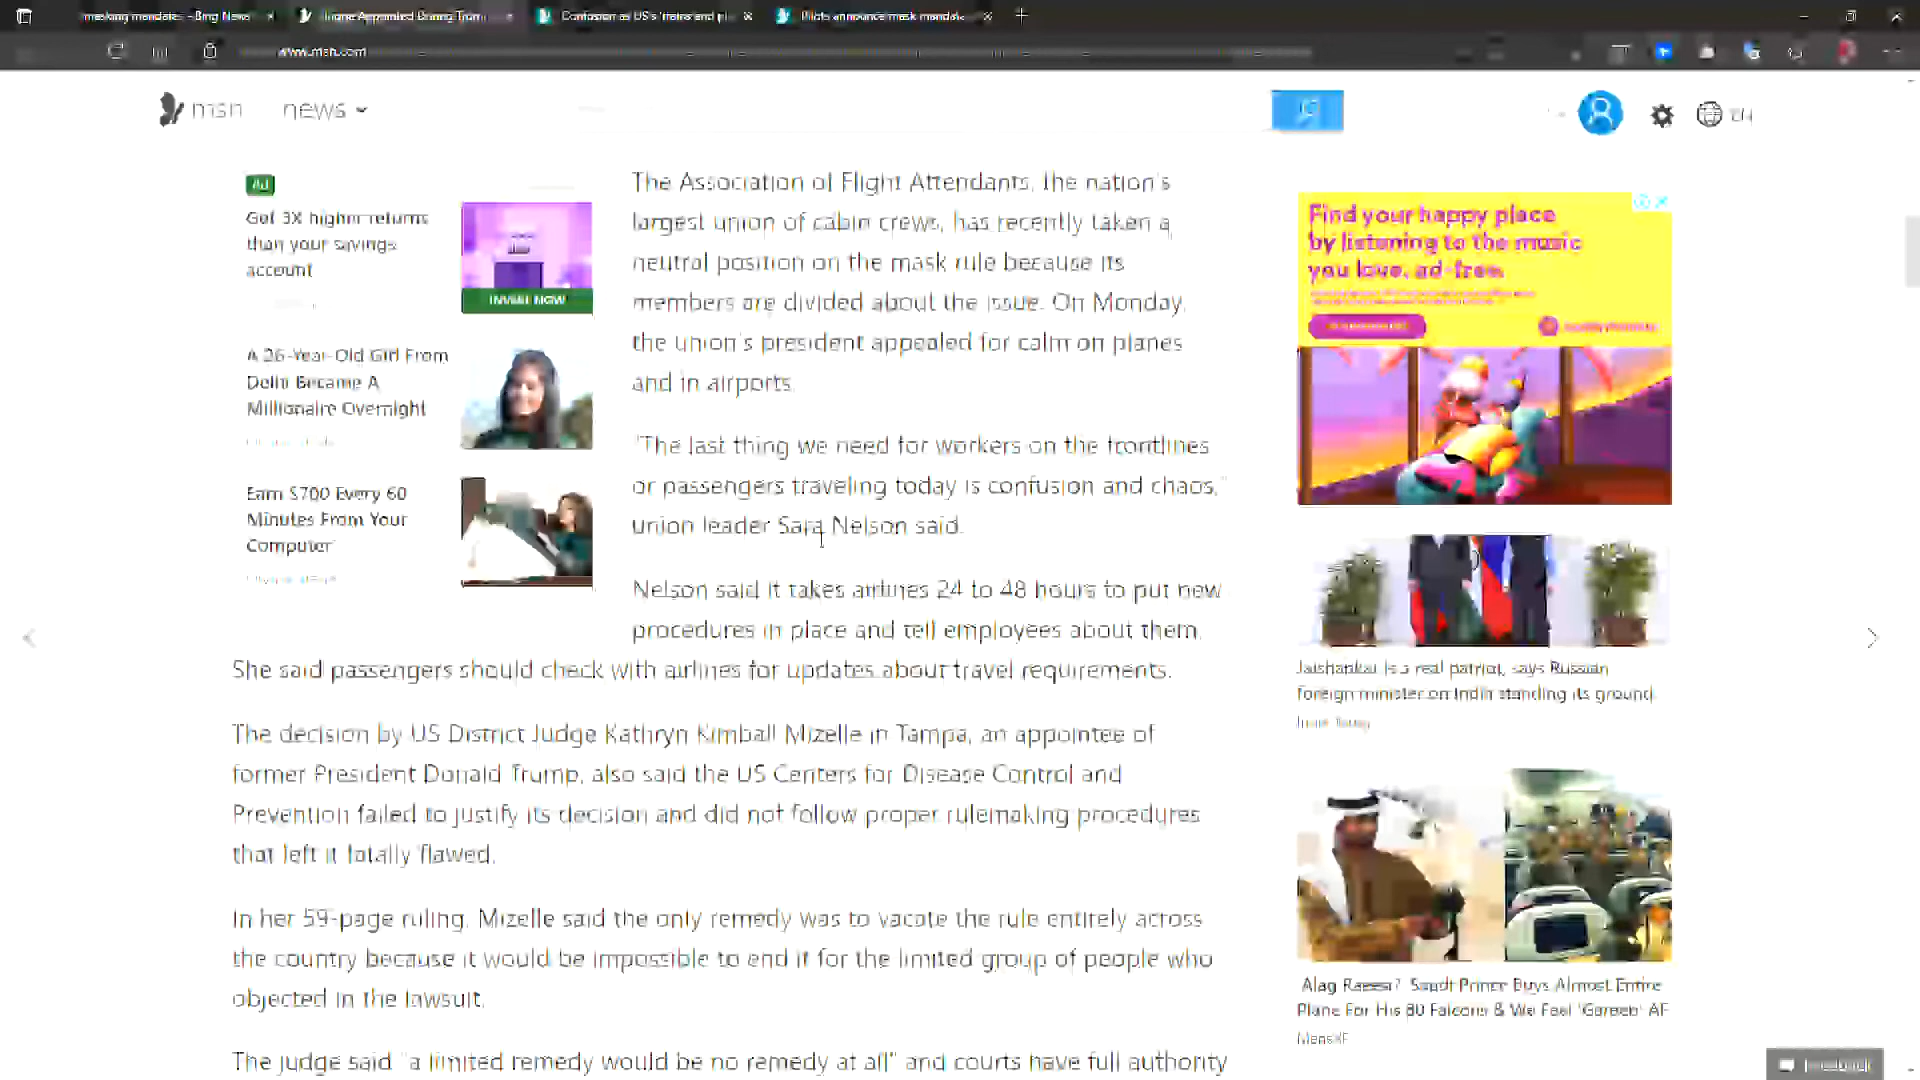 masking mandates - Bing News
Judge Appointed During Trum
Confusion as US's trains and pl
Pilots announce mask mandat
www.msn.com
msn
news
EN
Ad
Get 3X higher returns
than your savings
account
INVEST NOW
A 26-Year-Old Girl From
Delhi Became A
Millionaire Overnight
Earn $700 Every 60
Minutes From Your
Computer
The Association of Flight Attendants, the nation's
largest union of cabin crews, has recently taken a
neutral position on the mask rule because its
members are divided about the issue. On Monday,
the union's president appealed for calm on planes
and in airports.
"The last thing we need for workers on the frontlines
or passengers traveling today is confusion and chaos,"
union leader Sara Nelson said.
Nelson said it takes airlines 24 to 48 hours to put new
procedures in place and tell employees about them.
She said passengers should check with airlines for updates about travel requirements.
The decision by US District Judge Kathryn Kimball Mizelle in Tampa, an appointee of
former President Donald Trump, also said the US Centers for Disease Control and
Prevention failed to justify its decision and did not follow proper rulemaking procedures
that left it fatally flawed.
In her 59-page ruling, Mizelle said the only remedy was to vacate the rule entirely across
the country because it would be impossible to end it for the limited group of people who
objected in the lawsuit.
The judge said "a limited remedy would be no remedy at all" and courts have full authority
Find your happy place
by listening to the music
you love, ad-free.
Jaishankar is a real patriot, says Russian
foreign minister on India standing its ground
India Today
'Alag Raeesi': Saudi Prince Buys Almost Entire
Plane For His 80 Falcons & We Feel 'Gareeb' AF
MensXP
Feedback